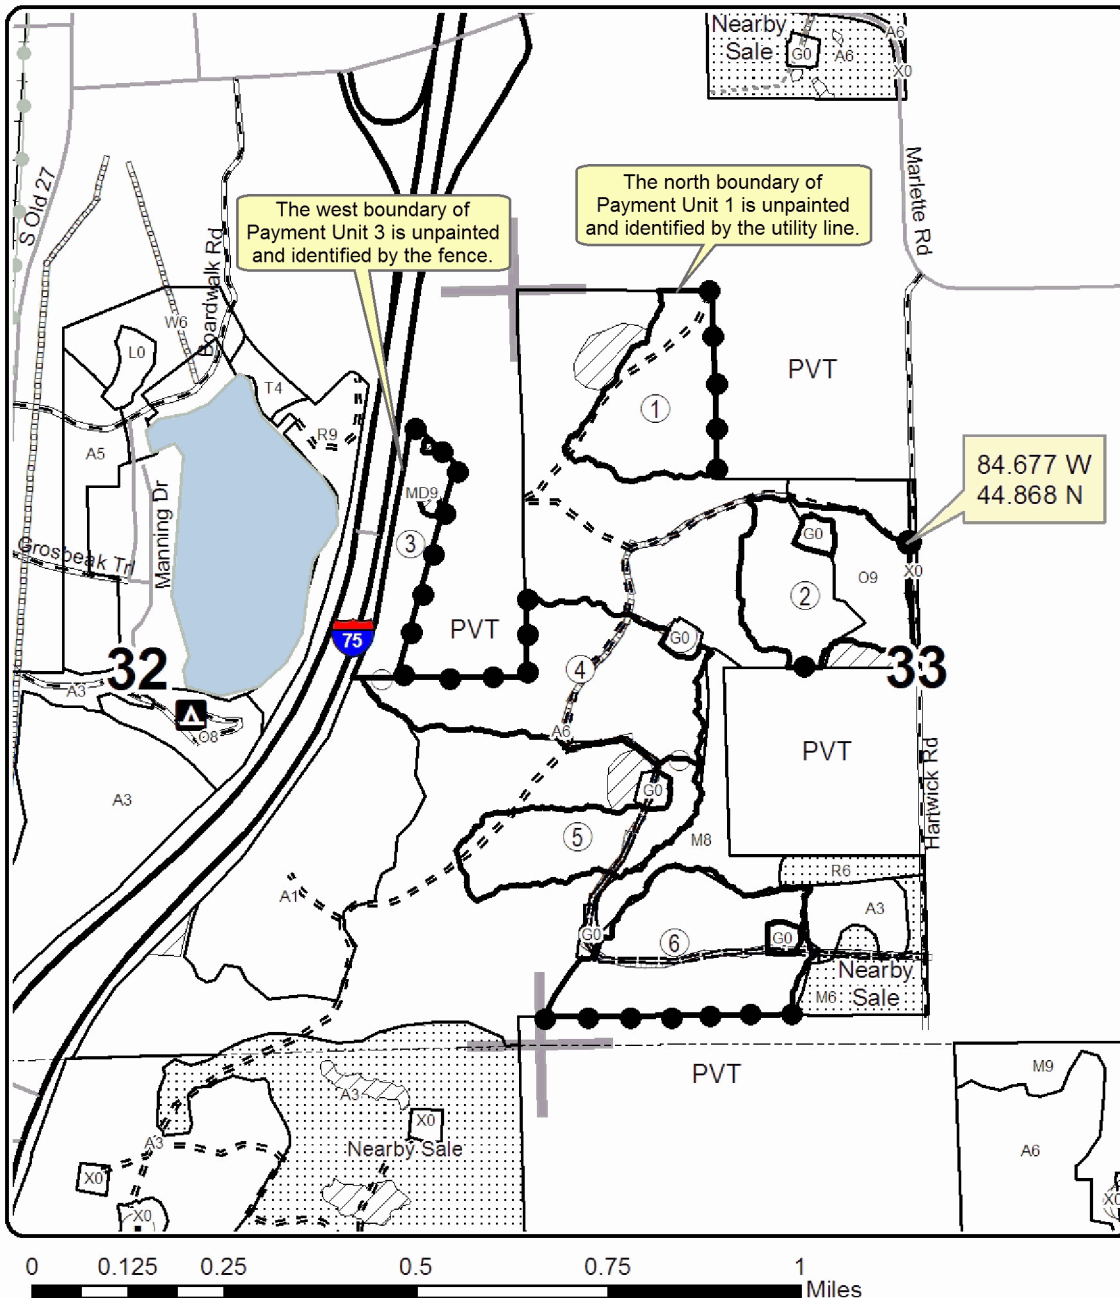 Nearby
Sale
G0
A6
A6
X0
S Old 27
Boardwalk Rd
Marlette Rd
The west boundary of
Payment Unit 3 is unpainted
and identified by the fence.
The north boundary of
Payment Unit 1 is unpainted
and identified by the utility line.
W6
L0
T4
R9
A5
PVT
1
84.677 W
44.868 N
MD9
3
G0
O9
X0
2
Manning Dr
Grosbeak Trl
75
PVT
G0
32
33
A3
O8
4
A6
PVT
Hartwick Rd
A3
G0
5
M8
R6
A1
A3
G0
6
G0
Nearby
Sale
M6
PVT
M9
A3
X0
A3
Nearby Sale
A6
X0
X0
X0
0
0.125
0.25
0.5
0.75
1
Miles